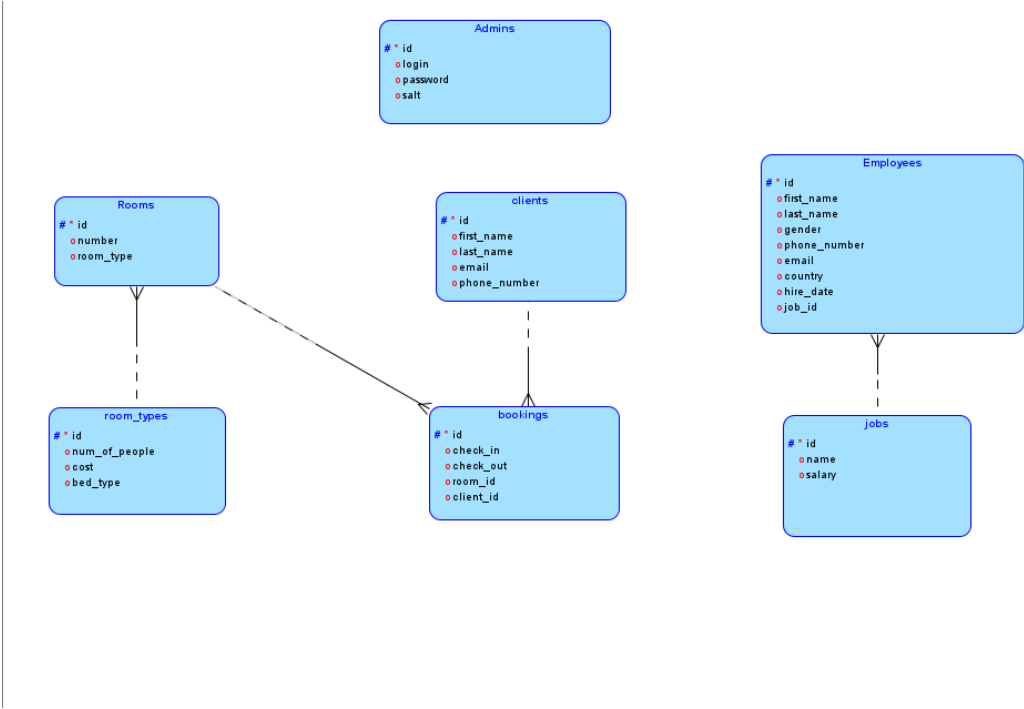 Admins
# * id
o login
o password
o salt
Rooms
# * id
o number
o room_type
clients
# * id
o first_name
o last_name
o email
o phone_number
Employees
# * id
o first_name
o last_name
o gender
o phone_number
o email
o country
o hire_date
o job_id
room_types
# * id
o num_of_people
o cost
o bed_type
bookings
# * id
o check_in
o check_out
o room_id
o client_id
jobs
# * id
o name
o salary